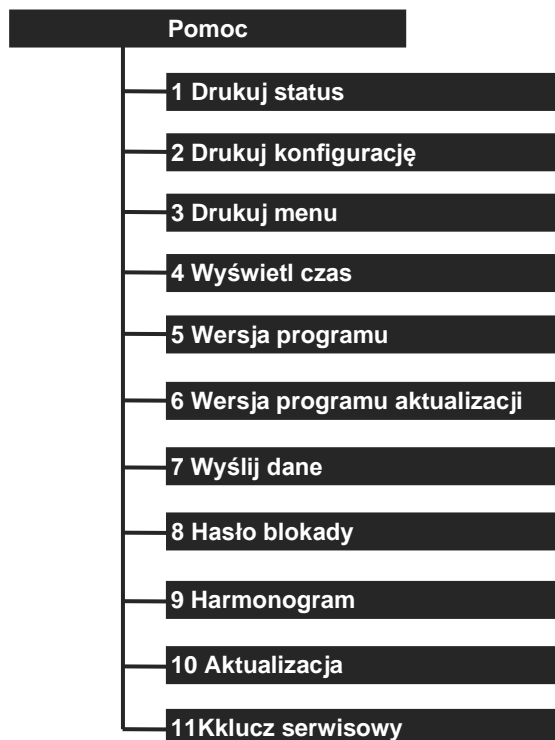 Pomoc
1 Drukuj status
2 Drukuj konfigurację
3 Drukuj menu
4 Wyświetl czas
5 Wersja programu
6 Wersja programu aktualizacji
7 Wyślij dane
8 Hasło blokady
9 Harmonogram
10 Aktualizacja
11Kklucz serwisowy